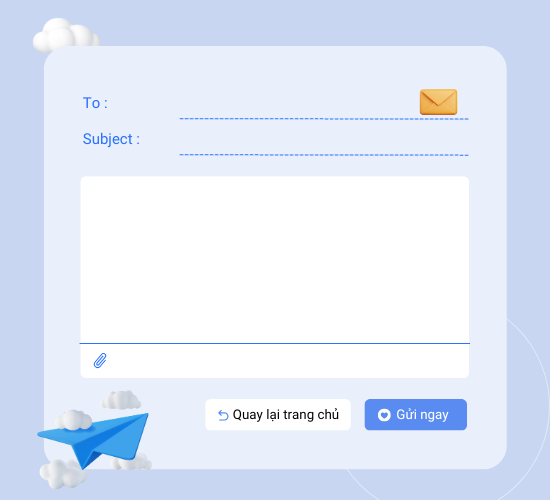 To :
Subject :
Quay lại trang chủ
Gửi ngay